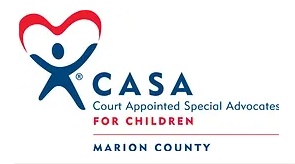 ® CASA
Court Appointed Special Advocates
FOR CHILDREN
MARION COUNTY